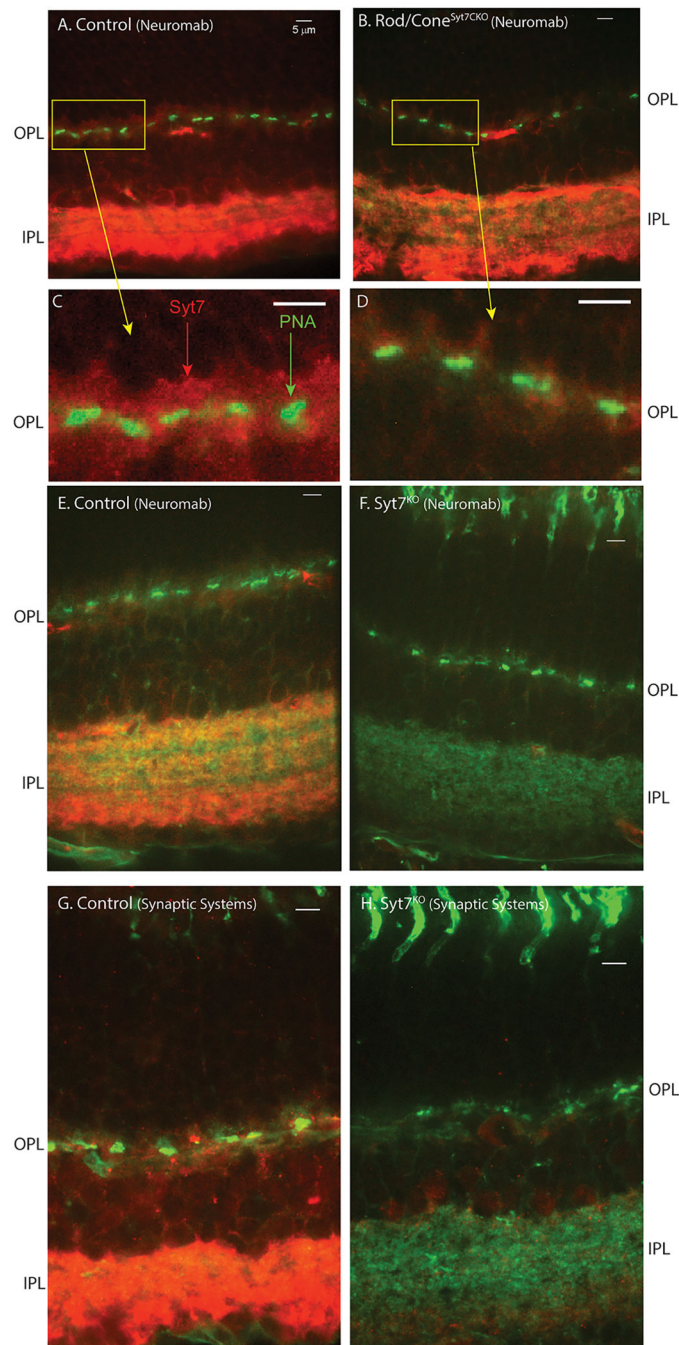 A. Control (Neuromab)
5 µm
B. Rod/Cone^Syt7CKO (Neuromab)
OPL
OPL
IPL
IPL
C
Syt7
PNA
D
OPL
OPL
E. Control (Neuromab)
F. Syt7^KO (Neuromab)
OPL
OPL
IPL
IPL
G. Control (Synaptic Systems)
H. Syt7^KO (Synaptic Systems)
OPL
OPL
IPL
IPL